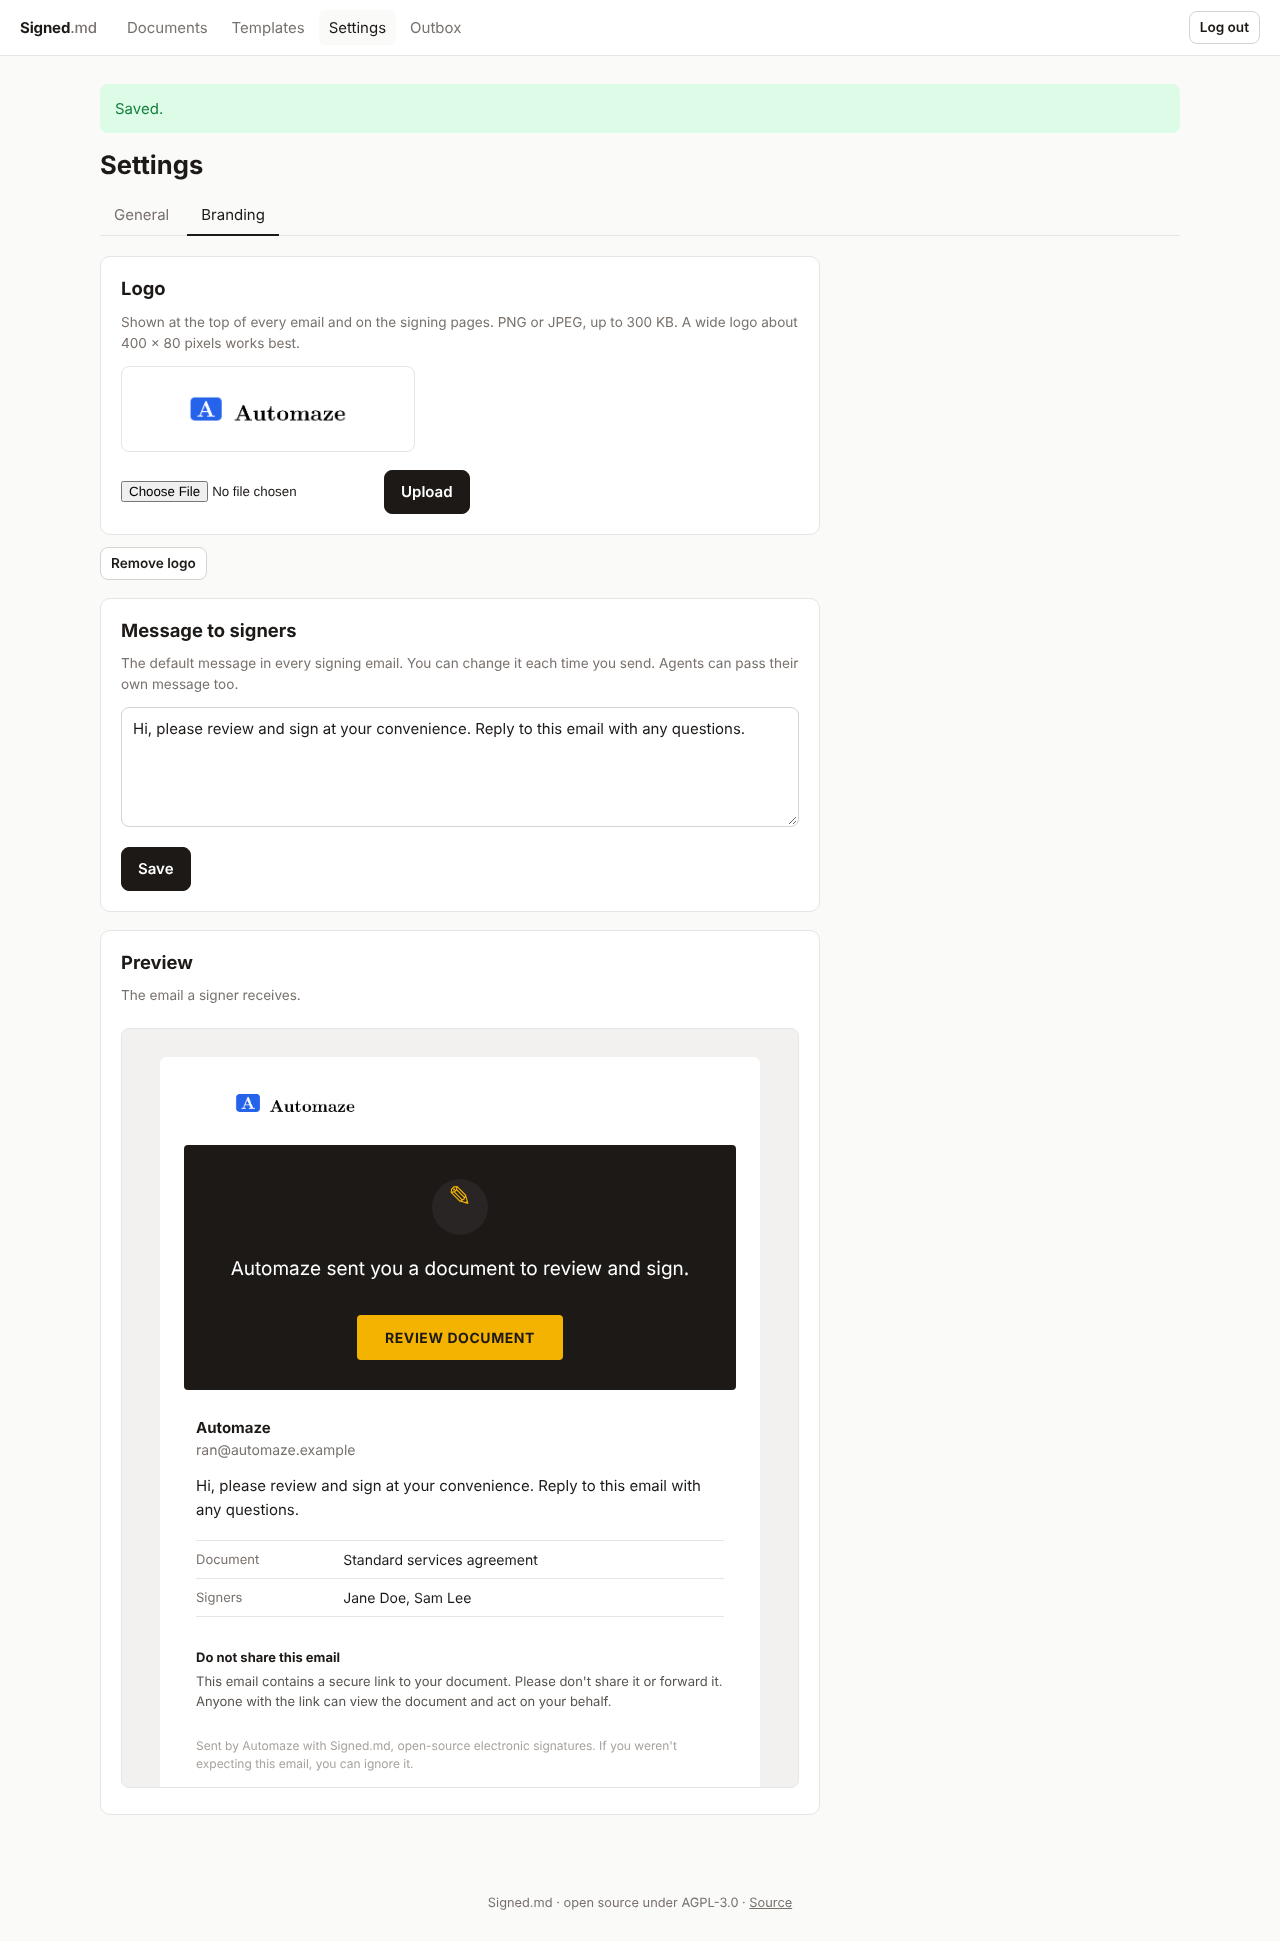 Signed.md Documents Templates Settings Outbox Log out
Saved.
Settings
General Branding
Logo
Shown at the top of every email and on the signing pages. PNG or JPEG, up to 300 KB. A wide logo about
400 × 80 pixels works best.
A Automaze
Choose File No file chosen Upload
Remove logo
Message to signers
The default message in every signing email. You can change it each time you send. Agents can pass their
own message too.
Hi, please review and sign at your convenience. Reply to this email with any questions.
Save
Preview
The email a signer receives.
A Automaze
Automaze sent you a document to review and sign.
REVIEW DOCUMENT
Automaze
ran@automaze.example
Hi, please review and sign at your convenience. Reply to this email with
any questions.
Document Standard services agreement
Signers Jane Doe, Sam Lee
Do not share this email
This email contains a secure link to your document. Please don't share it or forward it.
Anyone with the link can view the document and act on your behalf.
Sent by Automaze with Signed.md, open-source electronic signatures. If you weren't
expecting this email, you can ignore it.
Signed.md · open source under AGPL-3.0 · Source